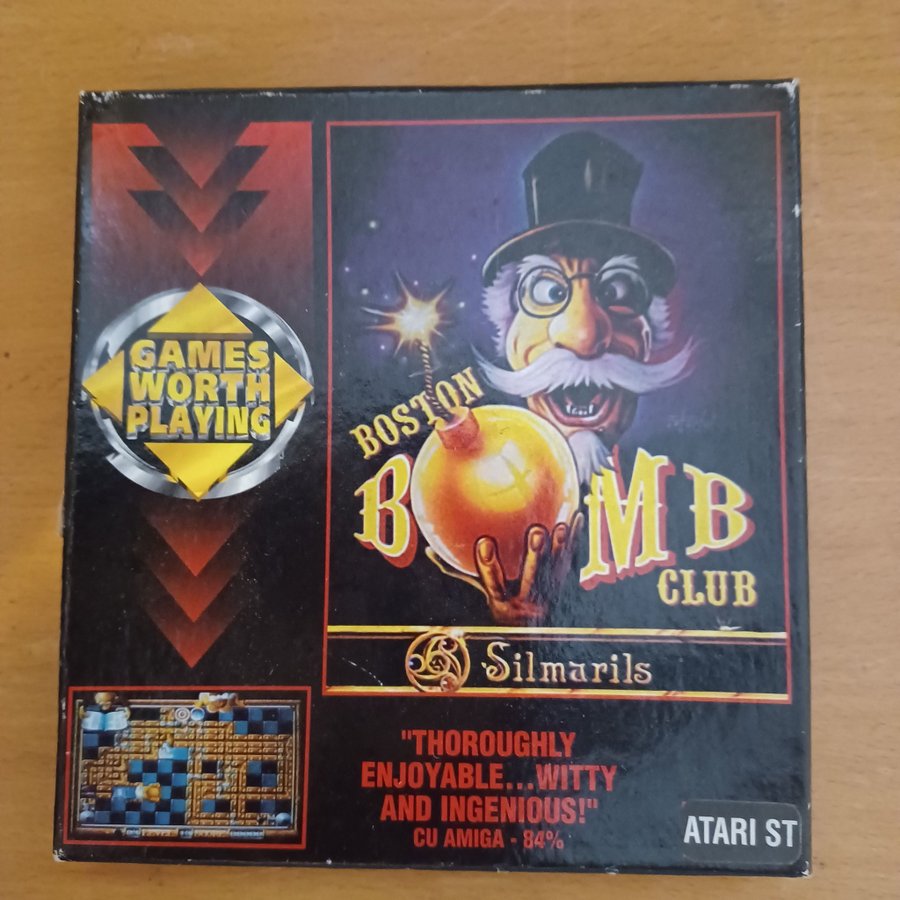 GAMES
WORTH
PLAYING
BOSTON
BOMB
CLUB
Silmarils
"THOROUGHLY
ENJOYABLE...WITTY
AND INGENIOUS!"
CU AMIGA - 84%
ATARI ST